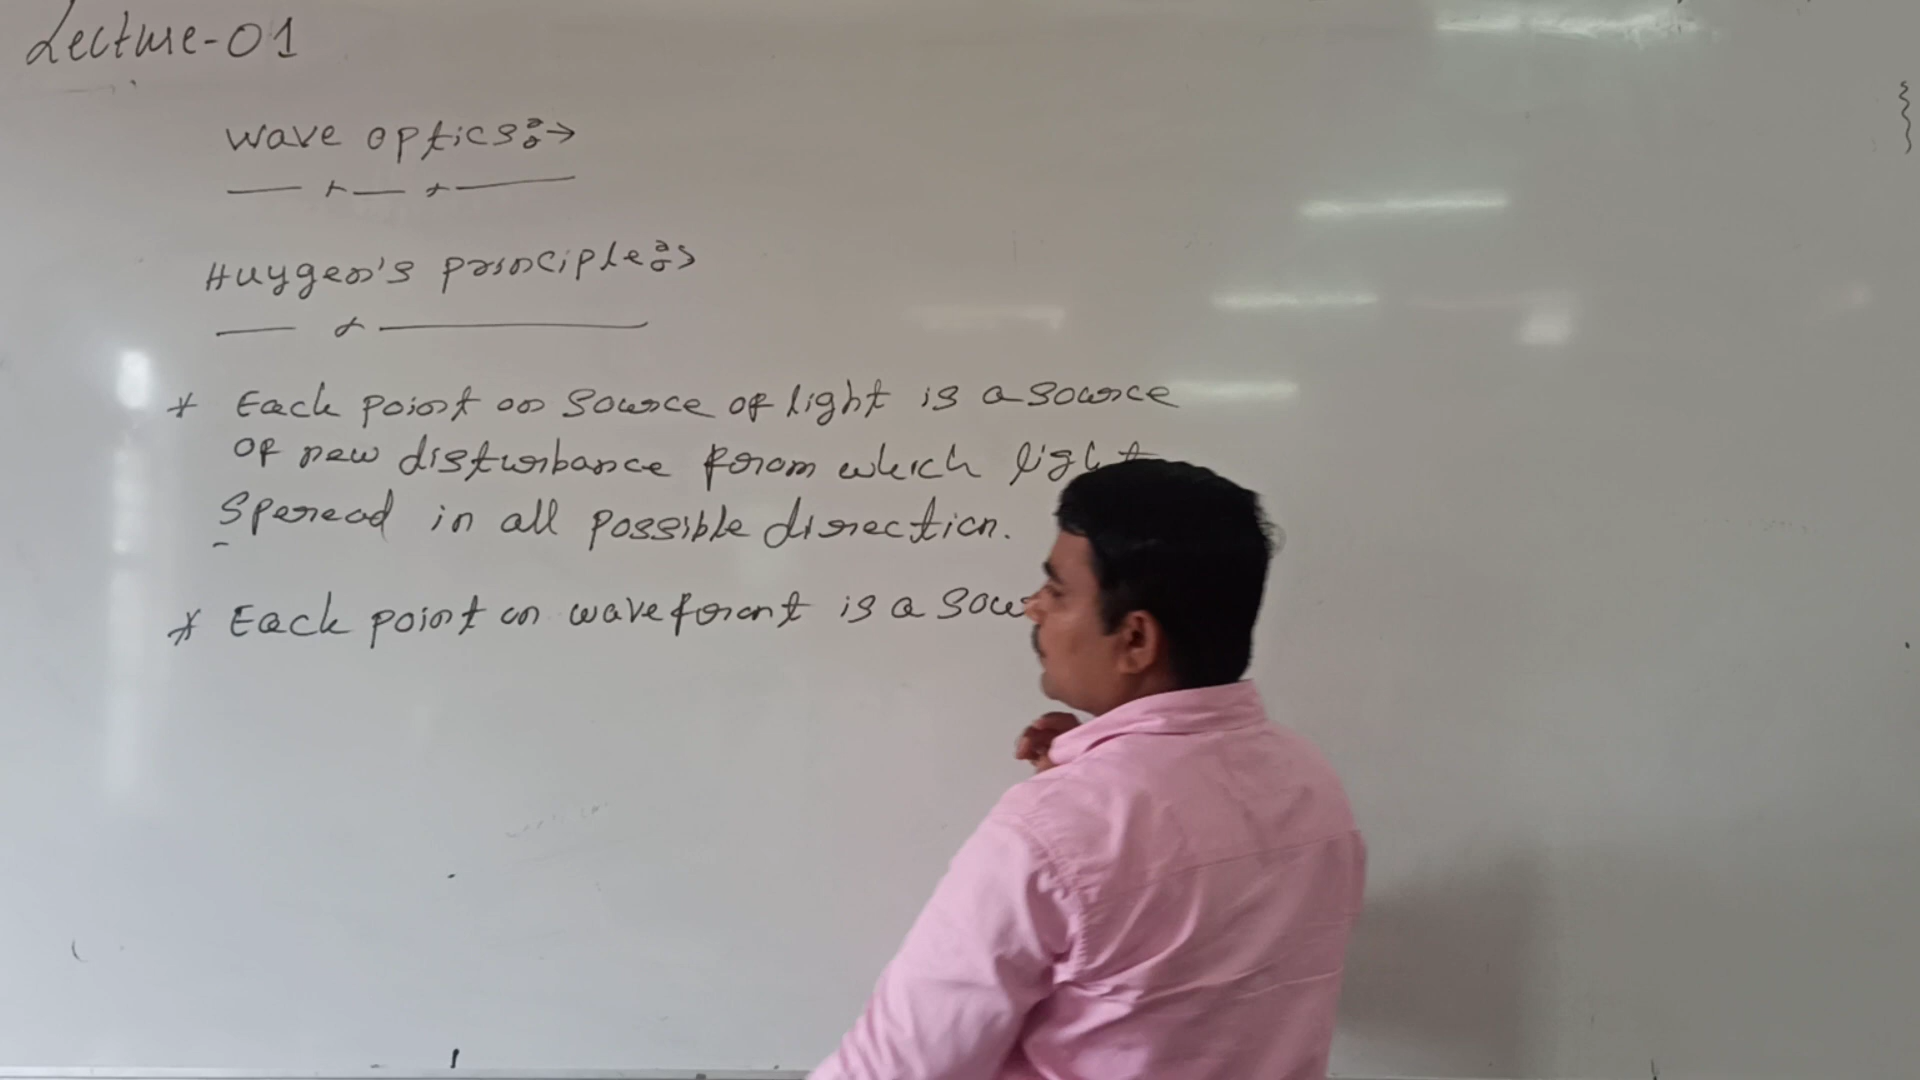 Lecture-01
Wave optics:→
Huygen's principle:→
* Each point on source of light is a source
of new disturbance from which light
spread in all possible direction.
* Each point on wavefront is a